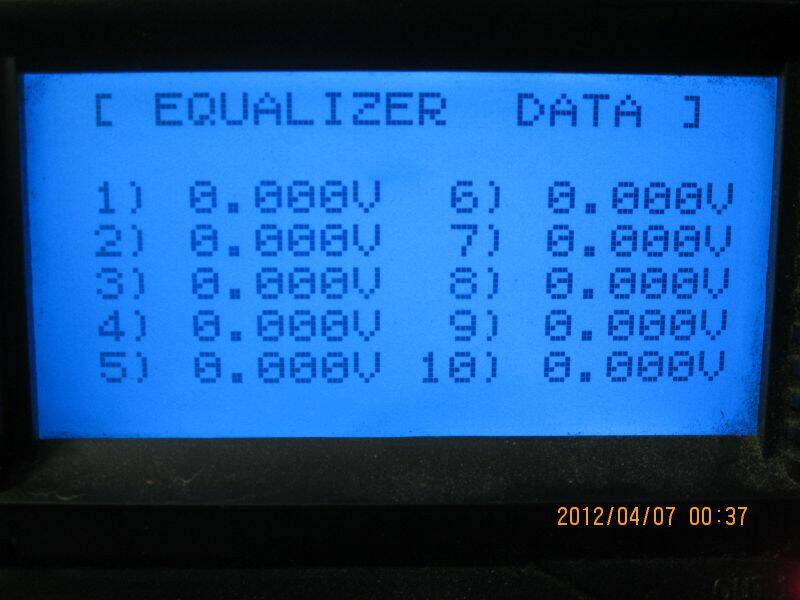 [ EQUALIZER DATA ]
1) 0.000V 6) 0.000V
2) 0.000V 7) 0.000V
3) 0.000V 8) 0.000V
4) 0.000V 9) 0.000V
5) 0.000V 10) 0.000V
2012/04/07 00:37